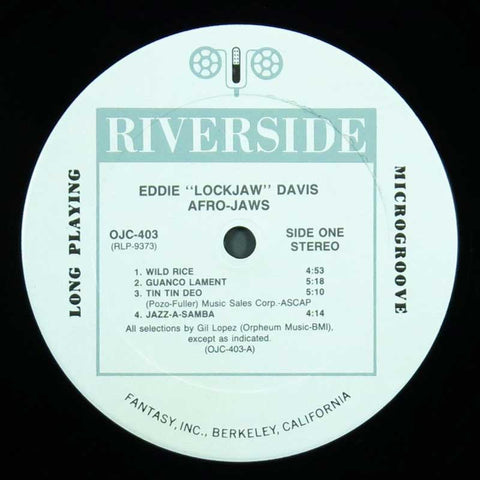 RIVERSIDE
EDDIE "LOCKJAW" DAVIS
AFRO-JAWS
OJC-403
(RLP-9373)
SIDE ONE
STEREO
LONG PLAYING
MICROGROOVE
1. WILD RICE 4:53
2. GUANCO LAMENT 5:18
3. TIN TIN DEO 5:10
(Pozo-Fuller) Music Sales Corp.-ASCAP
4. JAZZ-A-SAMBA 4:14
All selections by Gil Lopez (Orpheum Music-BMI),
except as indicated.
(OJC-403-A)
FANTASY, INC., BERKELEY, CALIFORNIA